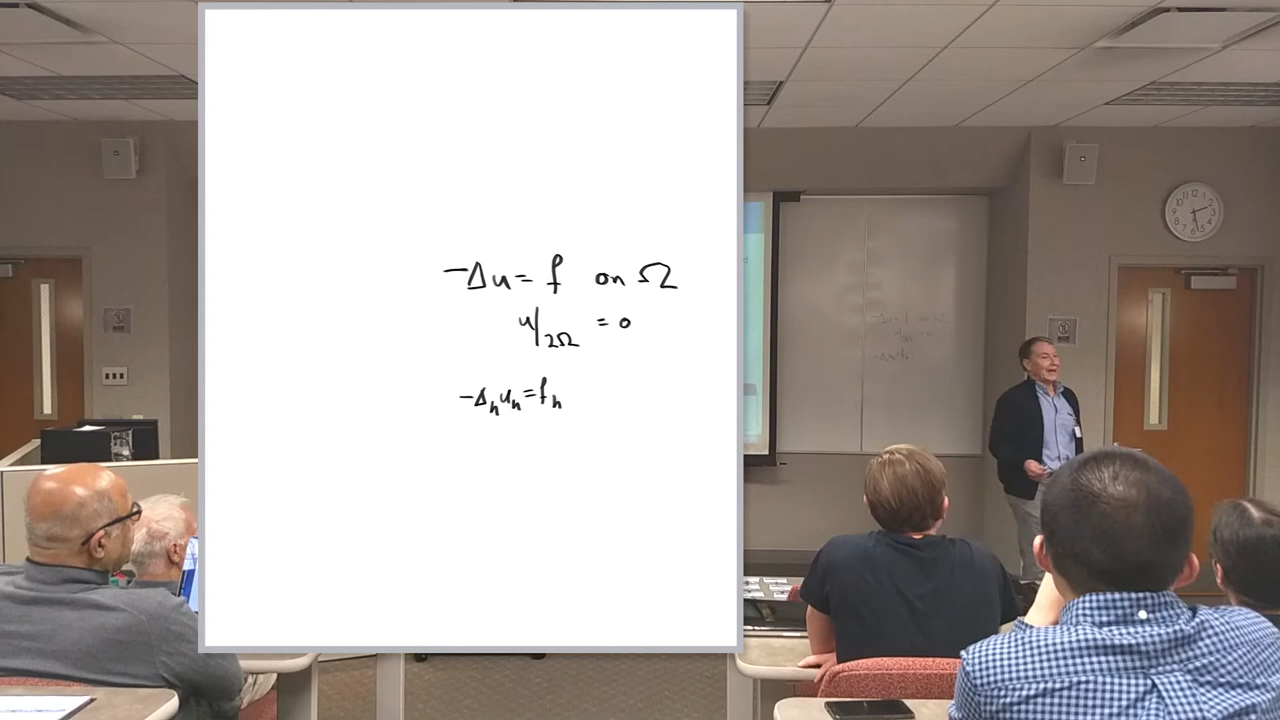 -Δu = f on Ω
u/∂Ω = 0
-Δₕuₕ = fₕ